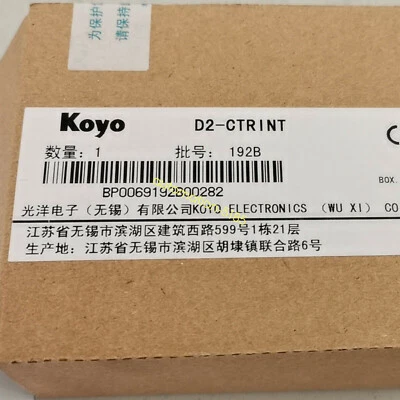 为保护
请保持
Koyo D2-CTRINT
数量: 1 批号: 192B
BOX.
BP0069192800282
光洋电子（无锡）有限公司KOYO ELECTRONICS （WU XI） CO
江苏省无锡市滨湖区建筑西路599号1栋21层
生产地: 江苏省无锡市滨湖区胡埭镇联合路6号